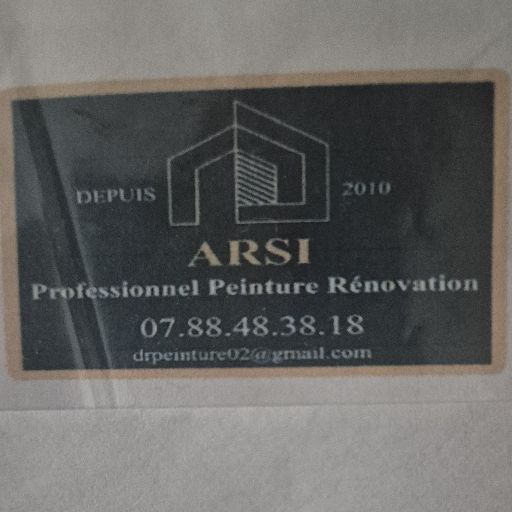 DEPUIS 2010
ARSI
Professionnel Peinture Rénovation
07.88.48.38.18
drpeinture02@gmail.com